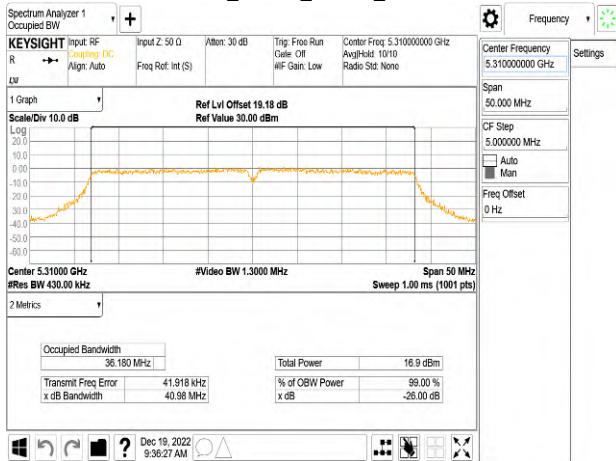 Spectrum Analyzer 1
Occupied BW
+
Frequency
KEYSIGHT
Input: RF
Coupling: DC
Align: Auto
Input Z: 50 Ω
Freq Ref: Int (S)
Atten: 30 dB
Trig: Free Run
Gate: Off
#IF Gain: Low
Center Freq: 5.310000000 GHz
Avg|Hold: 10/10
Radio Std: None
R
LXI
Center Frequency
5.310000000 GHz
Settings
Span
50.000 MHz
CF Step
5.000000 MHz
Auto
Man
Freq Offset
0 Hz
1 Graph
Scale/Div 10.0 dB
Ref Lvl Offset 19.18 dB
Ref Value 30.00 dBm
Log
20.0
10.0
0.00
-10.0
-20.0
-30.0
-40.0
-50.0
-60.0
Center 5.31000 GHz
#Res BW 430.00 kHz
#Video BW 1.3000 MHz
Span 50 MHz
Sweep 1.00 ms (1001 pts)
2 Metrics
Occupied Bandwidth
36.180 MHz
Total Power 16.9 dBm
Transmit Freq Error 41.918 kHz
% of OBW Power 99.00 %
x dB Bandwidth 40.98 MHz
x dB -26.00 dB
?
Dec 19, 2022
9:36:27 AM